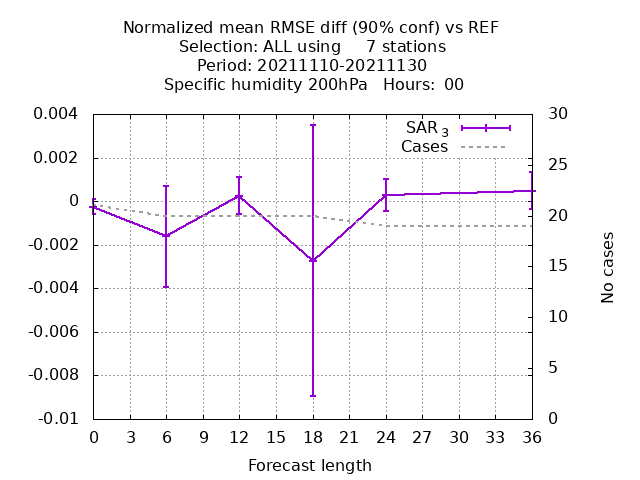 Normalized mean RMSE diff (90% conf) vs REF
Selection: ALL using     7 stations
Period: 20211110-20211130
Specific humidity 200hPa   Hours:  00
0.004
0.002
0
-0.002
-0.004
-0.006
-0.008
-0.01
30
25
20
15
10
5
0
SAR 3
Cases
No cases
0 3 6 9 12 15 18 21 24 27 30 33 36
Forecast length